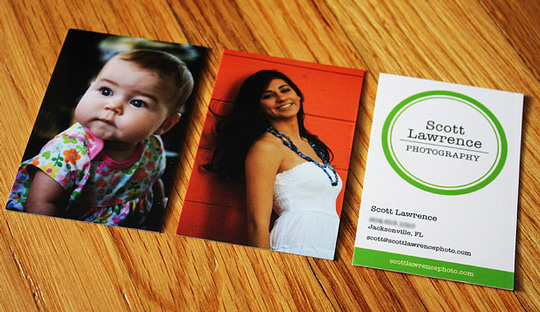 Scott
Lawrence
PHOTOGRAPHY
Scott Lawrence
Jacksonville, FL
scott@scottlawrencephoto.com
scottlawrencephoto.com